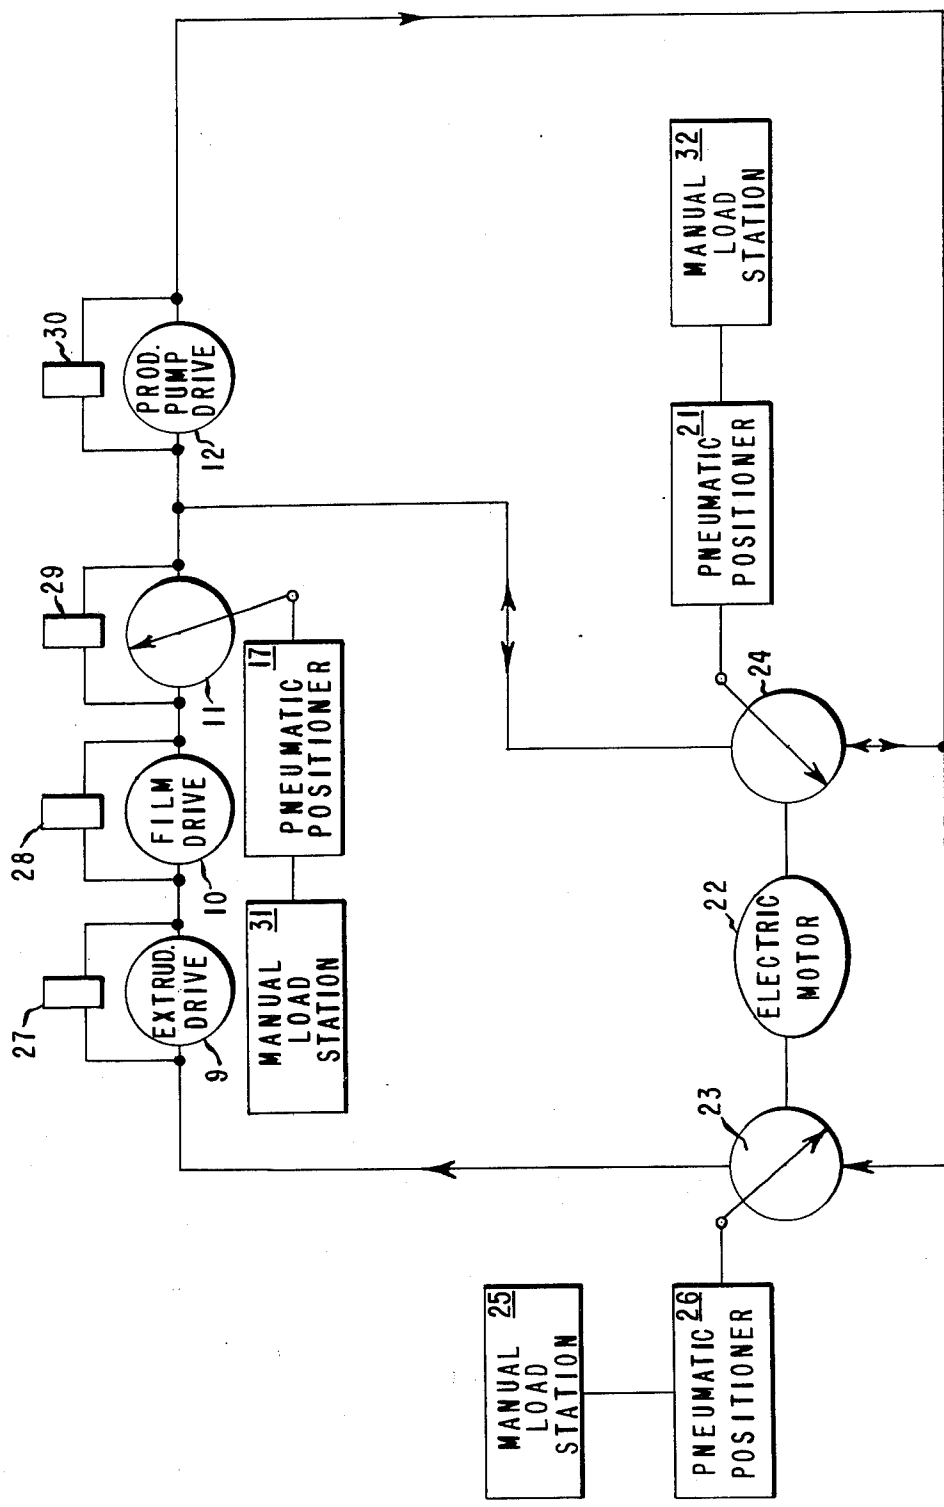 27
28
29
30
EXTRUD.
DRIVE
9
FILM
DRIVE
10
11
PROD.
PUMP
DRIVE
12
31
MANUAL
LOAD
STATION
17
PNEUMATIC
POSITIONER
25
MANUAL
LOAD
STATION
26
PNEUMATIC
POSITIONER
23
22
ELECTRIC
MOTOR
24
21
PNEUMATIC
POSITIONER
32
MANUAL
LOAD
STATION